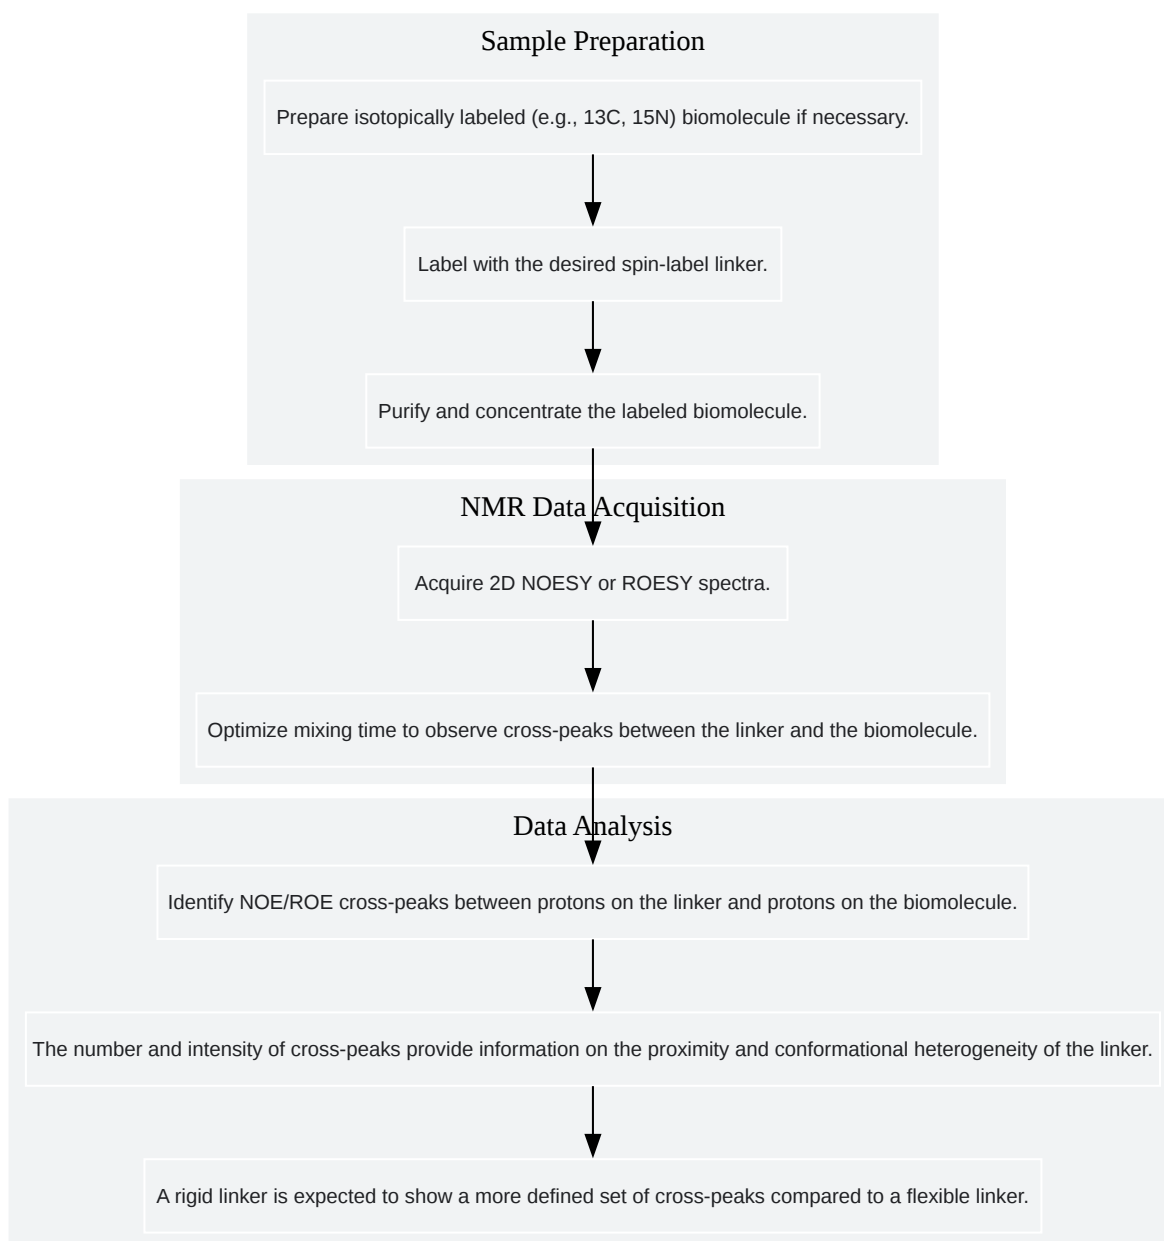 Sample Preparation
Prepare isotopically labeled (e.g., 13C, 15N) biomolecule if necessary.
Label with the desired spin-label linker.
Purify and concentrate the labeled biomolecule.
NMR Data Acquisition
Acquire 2D NOESY or ROESY spectra.
Optimize mixing time to observe cross-peaks between the linker and the biomolecule.
Data Analysis
Identify NOE/ROE cross-peaks between protons on the linker and protons on the biomolecule.
The number and intensity of cross-peaks provide information on the proximity and conformational heterogeneity of the linker.
A rigid linker is expected to show a more defined set of cross-peaks compared to a flexible linker.